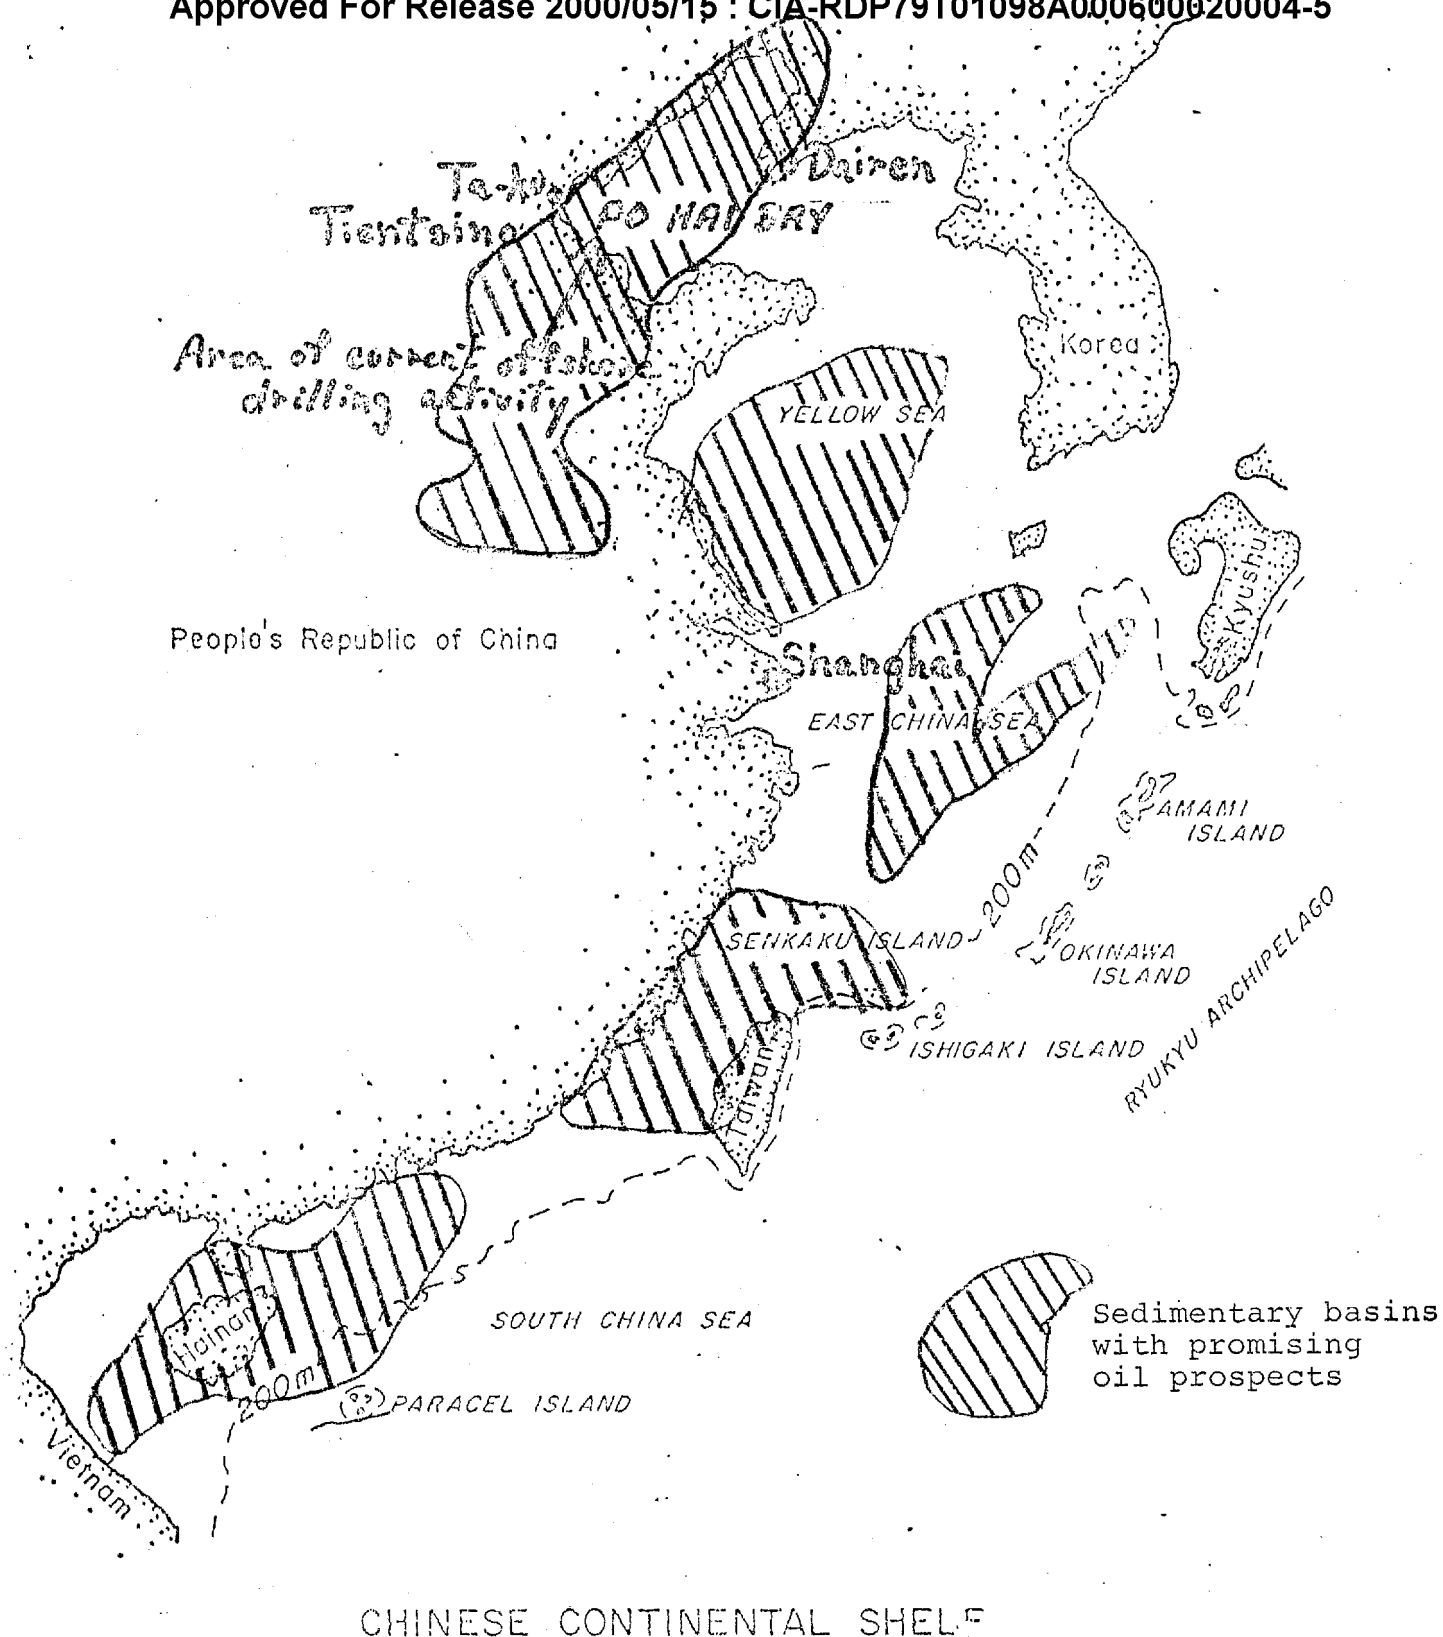 Approved For Release 2000/05/15 : CIA-RDP79T01098A000600020004-5
Ta-ku
Dairen
Tientsing
PO HAI BAY
Area of current offshore
drilling activity
Korea
YELLOW SEA
Kyushu
People's Republic of China
Shanghai
EAST CHINA SEA
AMAMI
ISLAND
200m
SENKAKU ISLAND
OKINAWA
ISLAND
RYUKYU ARCHIPELAGO
ISHIGAKI ISLAND
Taiwan
SOUTH CHINA SEA
Hainan
200m
PARACEL ISLAND
Vietnam
Sedimentary basins
with promising
oil prospects
CHINESE CONTINENTAL SHELF